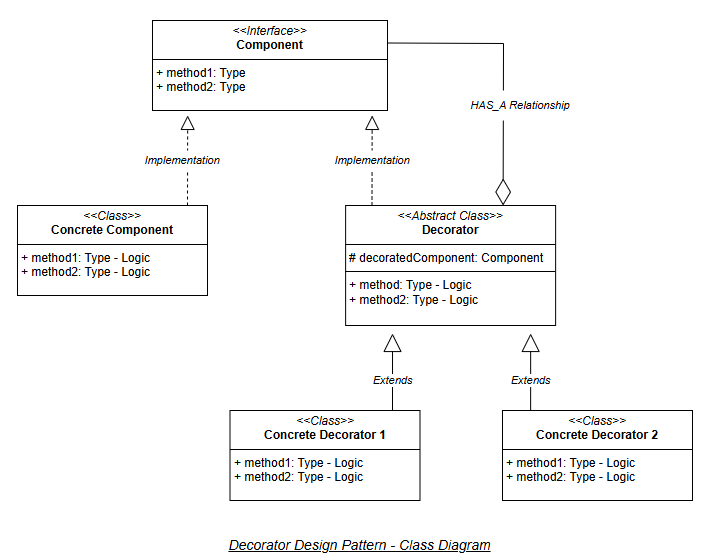 <<Interface>>
Component
+ method1: Type
+ method2: Type
HAS_A Relationship
Implementation
Implementation
<<Class>>
Concrete Component
+ method1: Type - Logic
+ method2: Type - Logic
<<Abstract Class>>
Decorator
# decoratedComponent: Component
+ method: Type - Logic
+ method2: Type - Logic
Extends
Extends
<<Class>>
Concrete Decorator 1
+ method1: Type - Logic
+ method2: Type - Logic
<<Class>>
Concrete Decorator 2
+ method1: Type - Logic
+ method2: Type - Logic
Decorator Design Pattern - Class Diagram